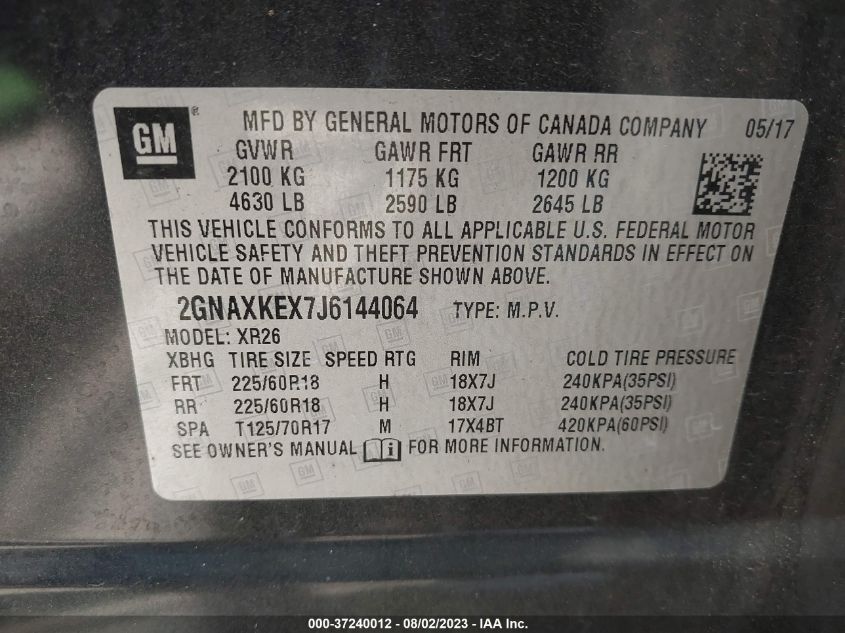 GM ® MFD BY GENERAL MOTORS OF CANADA COMPANY 05/17
GVWR GAWR FRT GAWR RR
2100 KG 1175 KG 1200 KG
4630 LB 2590 LB 2645 LB
THIS VEHICLE CONFORMS TO ALL APPLICABLE U.S. FEDERAL MOTOR
VEHICLE SAFETY AND THEFT PREVENTION STANDARDS IN EFFECT ON
THE DATE OF MANUFACTURE SHOWN ABOVE.
2GNAXKEX7J6144064 TYPE: M.P.V.
MODEL: XR26
XBHG TIRE SIZE SPEED RTG RIM COLD TIRE PRESSURE
FRT 225/60R18 H 18X7J 240KPA(35PSI)
RR 225/60R18 H 18X7J 240KPA(35PSI)
SPA T125/70R17 M 17X4BT 420KPA(60PSI)
SEE OWNER'S MANUAL FOR MORE INFORMATION.
000-37240012 - 08/02/2023 - IAA Inc.